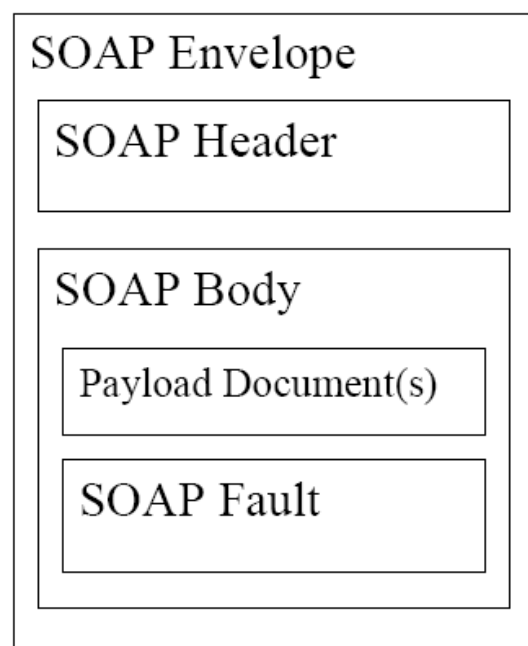 SOAP Envelope
SOAP Header
SOAP Body
Payload Document(s)
SOAP Fault